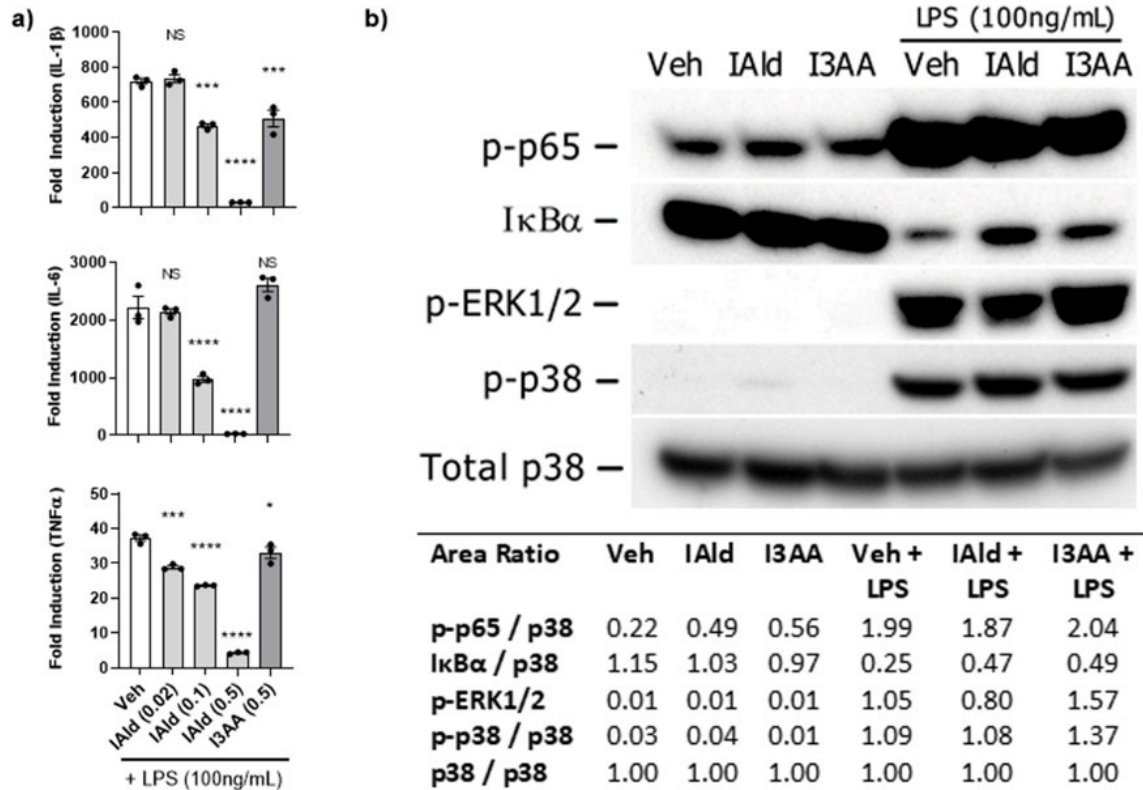 a)
Fold Induction (IL-1β)
1000
800
600
400
200
0
NS
***
****
***
Fold Induction (IL-6)
3000
2000
1000
0
NS
****
****
NS
Fold Induction (TNFα )
50
40
30
20
10
0
***
****
****
*
Veh
IAld (0.02)
IAld (0.1)
IAld (0.5)
I3AA (0.5)
+ LPS (100ng/mL)
b)
LPS (100ng/mL)
Veh IAld I3AA Veh IAld I3AA
p-p65 –
IκBα –
p-ERK1/2 –
p-p38 –
Total p38 –
Area Ratio Veh IAld I3AA Veh + LPS IAld + LPS I3AA + LPS
p-p65 / p38 0.22 0.49 0.56 1.99 1.87 2.04
IκBα / p38 1.15 1.03 0.97 0.25 0.47 0.49
p-ERK1/2 0.01 0.01 0.01 1.05 0.80 1.57
p-p38 / p38 0.03 0.04 0.01 1.09 1.08 1.37
p38 / p38 1.00 1.00 1.00 1.00 1.00 1.00